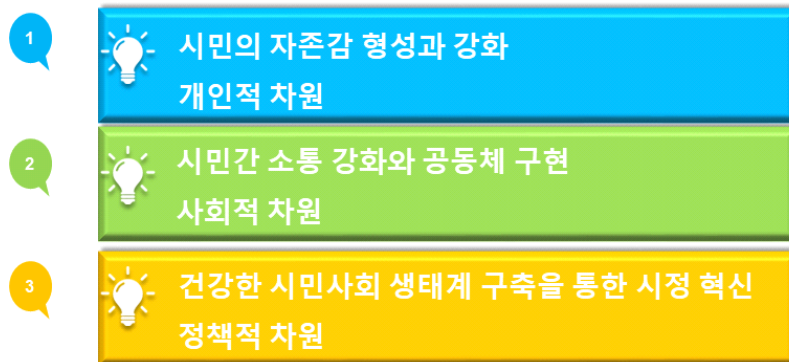 1
시민의 자존감 형성과 강화
개인적 차원
2
시민간 소통 강화와 공동체 구현
사회적 차원
3
건강한 시민사회 생태계 구축을 통한 시정 혁신
정책적 차원